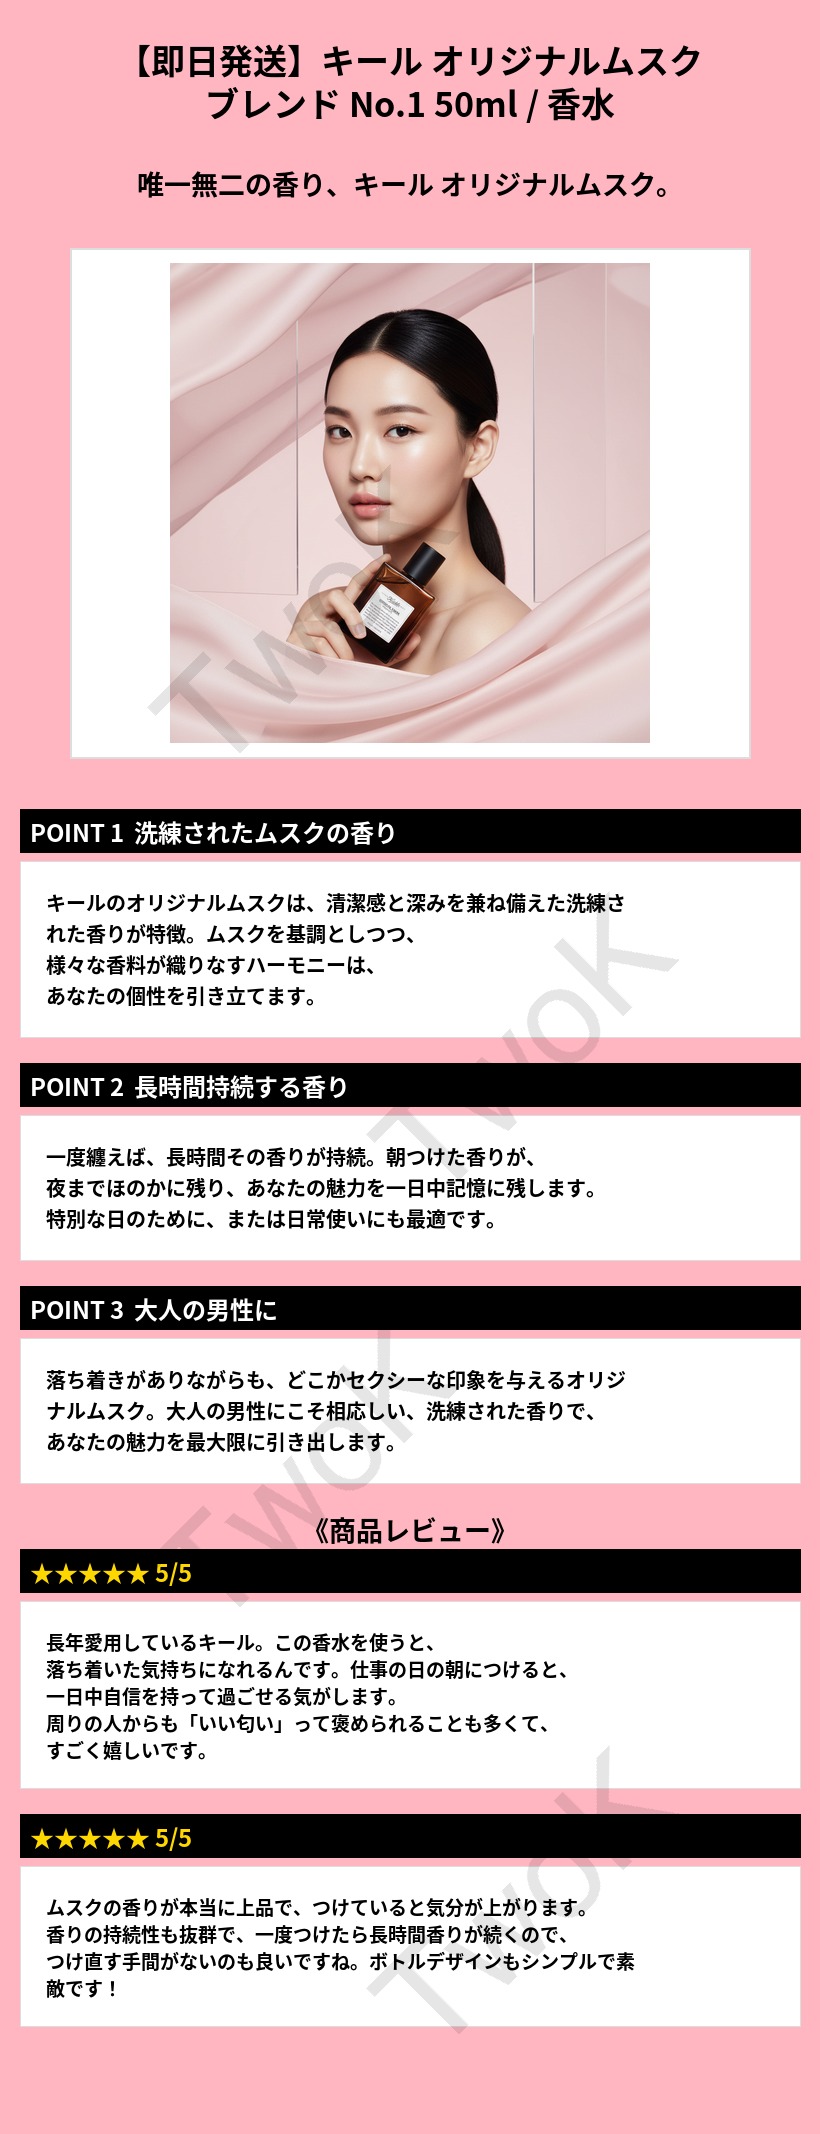 【即日発送】キール オリジナルムスク
ブレンド No.1 50ml / 香水
唯一無二の香り、キール オリジナルムスク。
TwoK
POINT 1 洗練されたムスクの香り
キールのオリジナルムスクは、清潔感と深みを兼ね備えた洗練さ
れた香りが特徴。ムスクを基調としつつ、
様々な香料が織りなすハーモニーは、
あなたの個性を引き立てます。
TwoK
POINT 2 長時間持続する香り
一度纏えば、長時間その香りが持続。朝つけた香りが、
夜までほのかに残り、あなたの魅力を一日中記憶に残します。
特別な日のために、または日常使いにも最適です。
POINT 3 大人の男性に
落ち着きがありながらも、どこかセクシーな印象を与えるオリジ
ナルムスク。大人の男性にこそ相応しい、洗練された香りで、
あなたの魅力を最大限に引き出します。
TwoK
《商品レビュー》
★★★★★ 5/5
長年愛用しているキール。この香水を使うと、
落ち着いた気持ちになれるんです。仕事の日の朝につけると、
一日中自信を持って過ごせる気がします。
周りの人からも「いい匂い」って褒められることも多くて、
すごく嬉しいです。
★★★★★ 5/5
ムスクの香りが本当に上品で、つけていると気分が上がります。
香りの持続性も抜群で、一度つけたら長時間香りが続くので、
つけ直す手間がないのも良いですね。ボトルデザインもシンプルで素
敵です！
TwoK